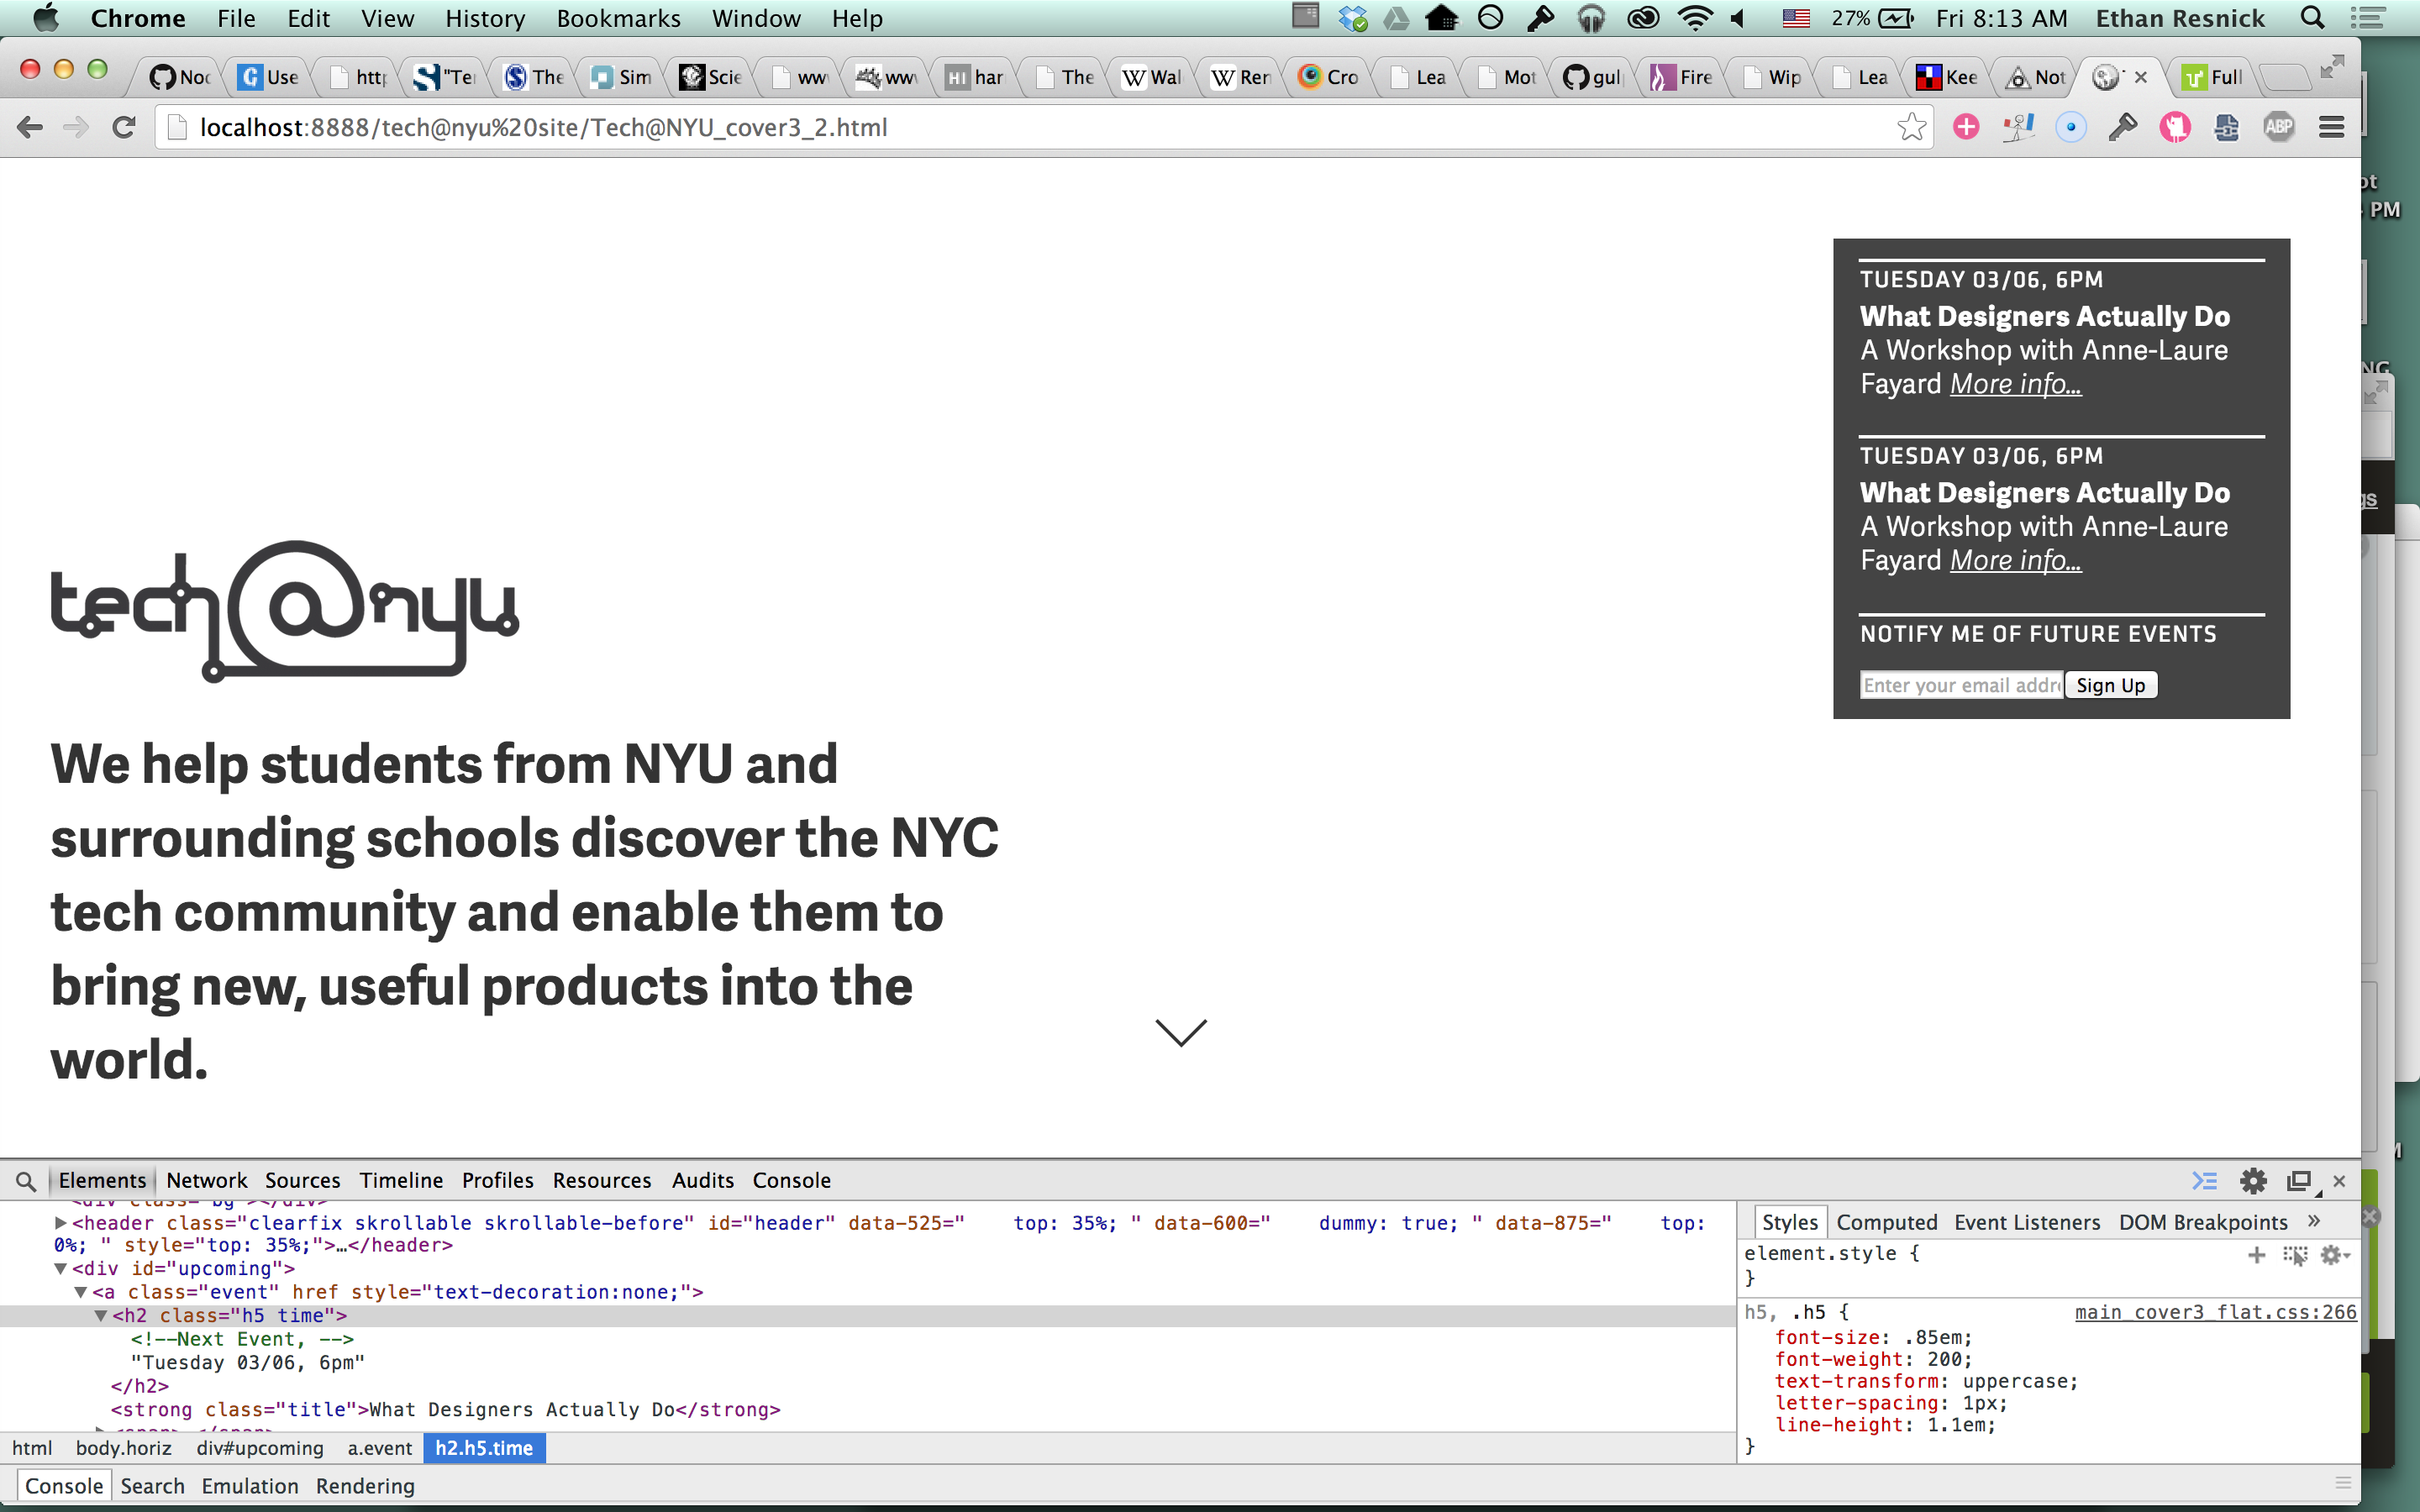 Chrome File Edit View History Bookmarks Window Help 27% Fri 8:13 AM Ethan Resnick
Noc Use http "Te The Sim Scie ww ww HI har The W Wal W Ren Cro Lea Mot gul Fire Wip Lea Kee Not Full
localhost:8888/tech@nyu%20site/Tech@NYU_cover3_2.html ABP
PM
TUESDAY 03/06, 6PM
What Designers Actually Do
A Workshop with Anne-Laure
Fayard More info...
TUESDAY 03/06, 6PM
What Designers Actually Do
A Workshop with Anne-Laure
Fayard More info...
NOTIFY ME OF FUTURE EVENTS
Enter your email addr Sign Up
tech@nyu
We help students from NYU and
surrounding schools discover the NYC
tech community and enable them to
bring new, useful products into the
world.
Elements Network Sources Timeline Profiles Resources Audits Console
<div class="bg"></div>
<header class="clearfix skrollable skrollable-before" id="header" data-525="    top: 35%; " data-600="    dummy: true; " data-875="    top:
0%; " style="top: 35%;">…</header>
<div id="upcoming">
<a class="event" href style="text-decoration:none;">
<h2 class="h5 time">
<!--Next Event, -->
"Tuesday 03/06, 6pm"
</h2>
<strong class="title">What Designers Actually Do</strong>
html body.horiz div#upcoming a.event h2.h5.time
Styles Computed Event Listeners DOM Breakpoints »
element.style {
}
h5, .h5 { main_cover3_flat.css:266
font-size: .85em;
font-weight: 200;
text-transform: uppercase;
letter-spacing: 1px;
line-height: 1.1em;
}
Console Search Emulation Rendering